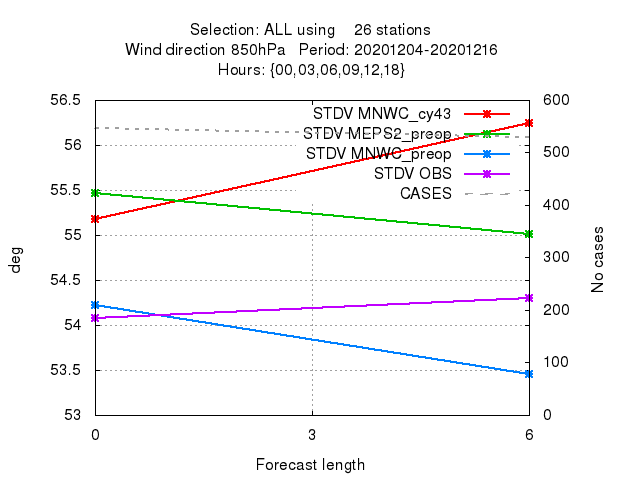 Selection: ALL using    26 stations
Wind direction 850hPa   Period: 20201204-20201216
Hours: {00,03,06,09,12,18}
56.5
56
55.5
55
54.5
54
53.5
53
600
500
400
300
200
100
0
STDV MNWC_cy43
STDV MEPS2_preop
STDV MNWC_preop
STDV OBS
CASES
deg
No cases
0 3 6
Forecast length